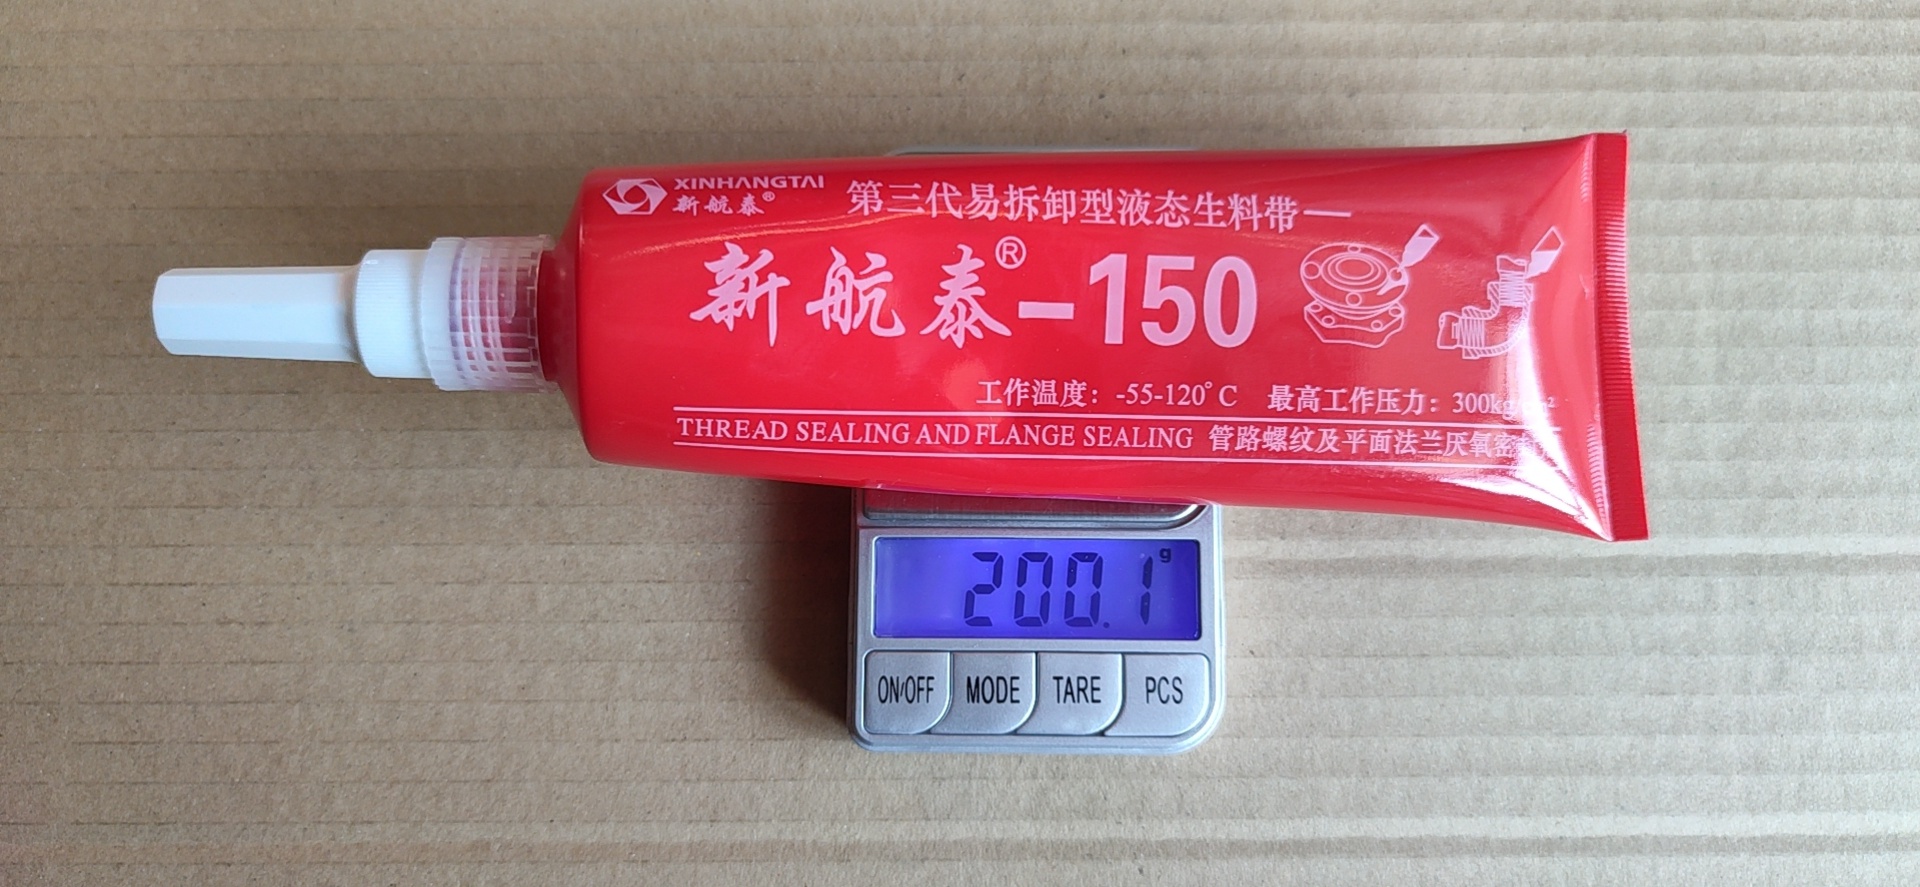 XINHANGTAI
新航泰®
第三代易拆卸型液态生料带—
新航泰®-150
工作温度：-55-120°C 最高工作压力：300kg
THREAD SEALING AND FLANGE SEALING 管路螺纹及平面法兰厌氧密
200.1 g
ON/OFF MODE TARE PCS